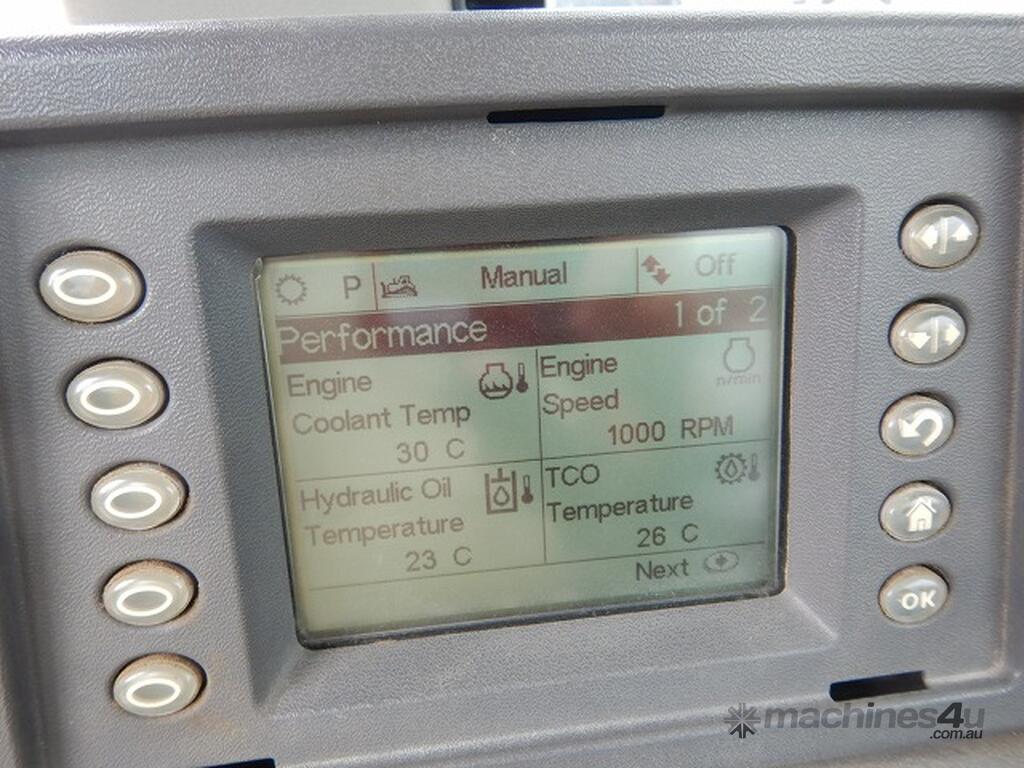 P Manual Off
Performance 1 of 2
Engine
Coolant Temp
30 C
Engine
n/min
Speed
1000 RPM
Hydraulic Oil
Temperature
23 C
TCO
Temperature
26 C
Next
OK
machines4u
.com.au